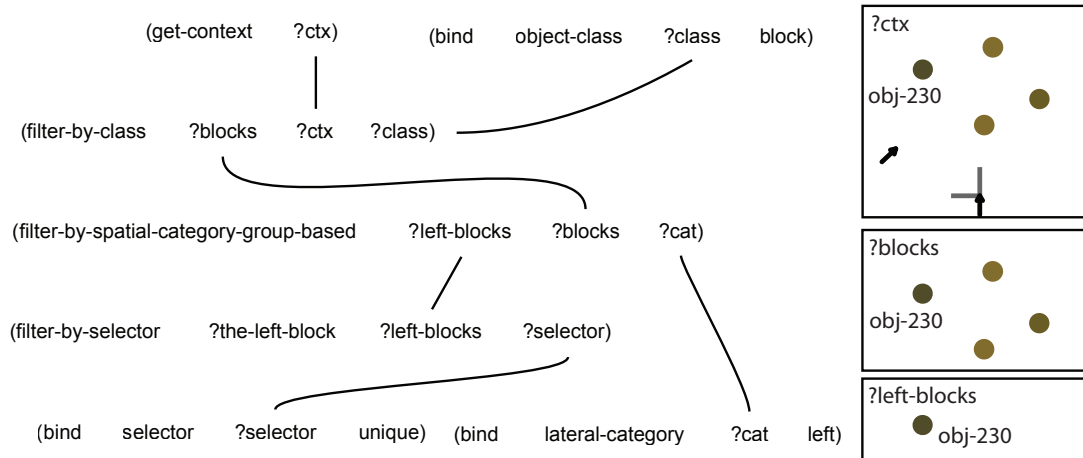 (get-context ?ctx) (bind object-class ?class block)
(filter-by-class ?blocks ?ctx ?class)
(filter-by-spatial-category-group-based ?left-blocks ?blocks ?cat)
(filter-by-selector ?the-left-block ?left-blocks ?selector)
(bind selector ?selector unique) (bind lateral-category ?cat left)
?ctx
obj-230
?blocks
obj-230
?left-blocks
obj-230